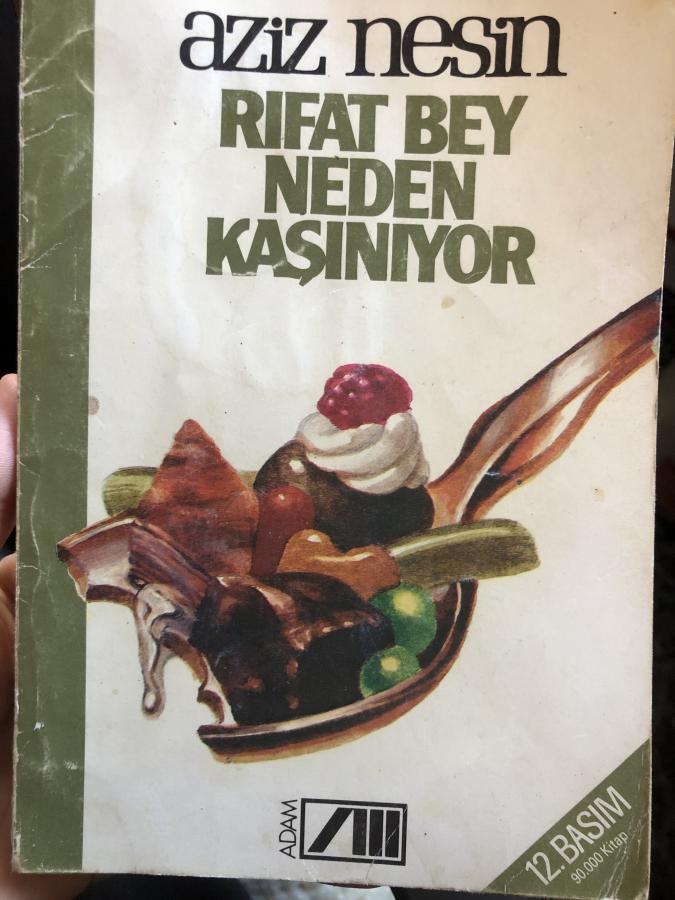 aziz nesin
RIFAT BEY
NEDEN
KAŞINIYOR
ADAM
12. BASIM
90.000 Kitap